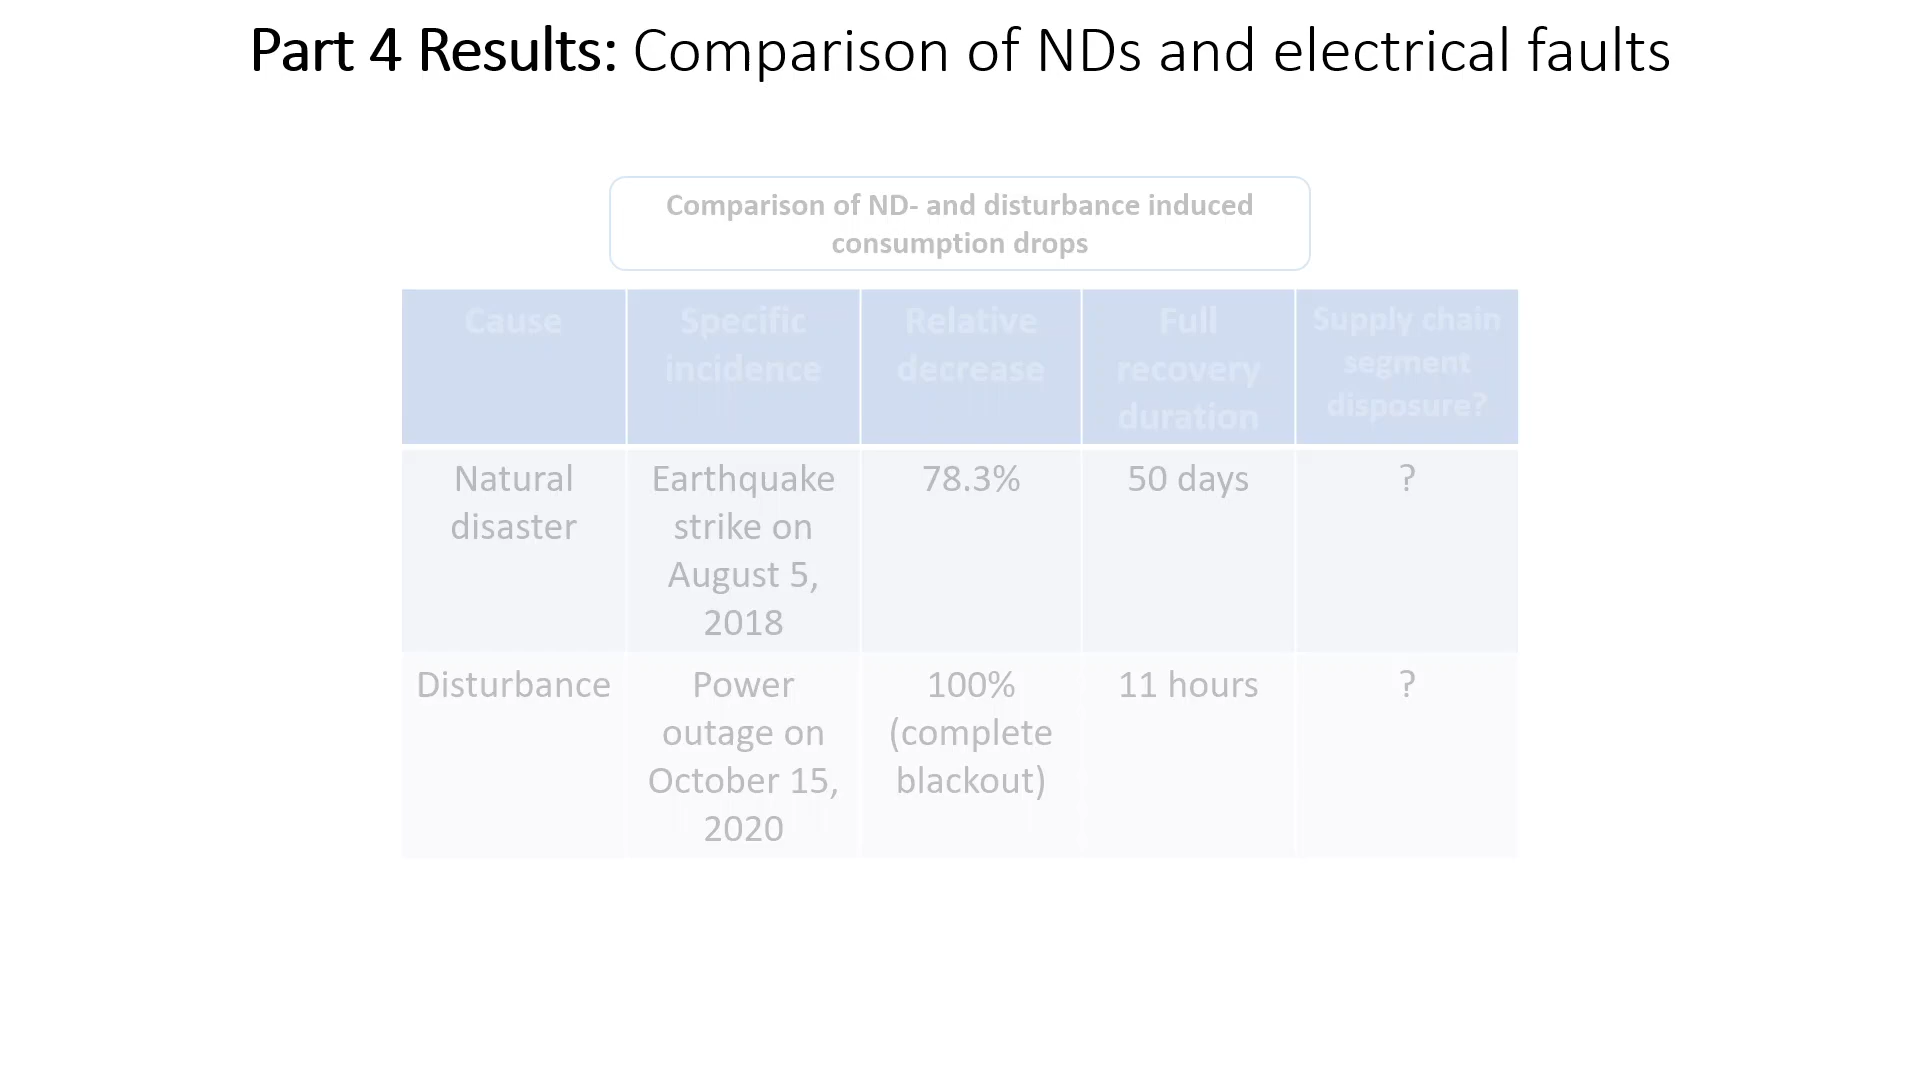 Part 4 Results: Comparison of NDs and electrical faults
Comparison of ND- and disturbance induced
consumption drops
Cause
Specific
incidence
Relative
decrease
Full
recovery
duration
Supply chain
segment
disposure?
Natural
disaster
Earthquake
strike on
August 5,
2018
78.3%
50 days
?
Disturbance
Power
outage on
October 15,
2020
100%
(complete
blackout)
11 hours
?